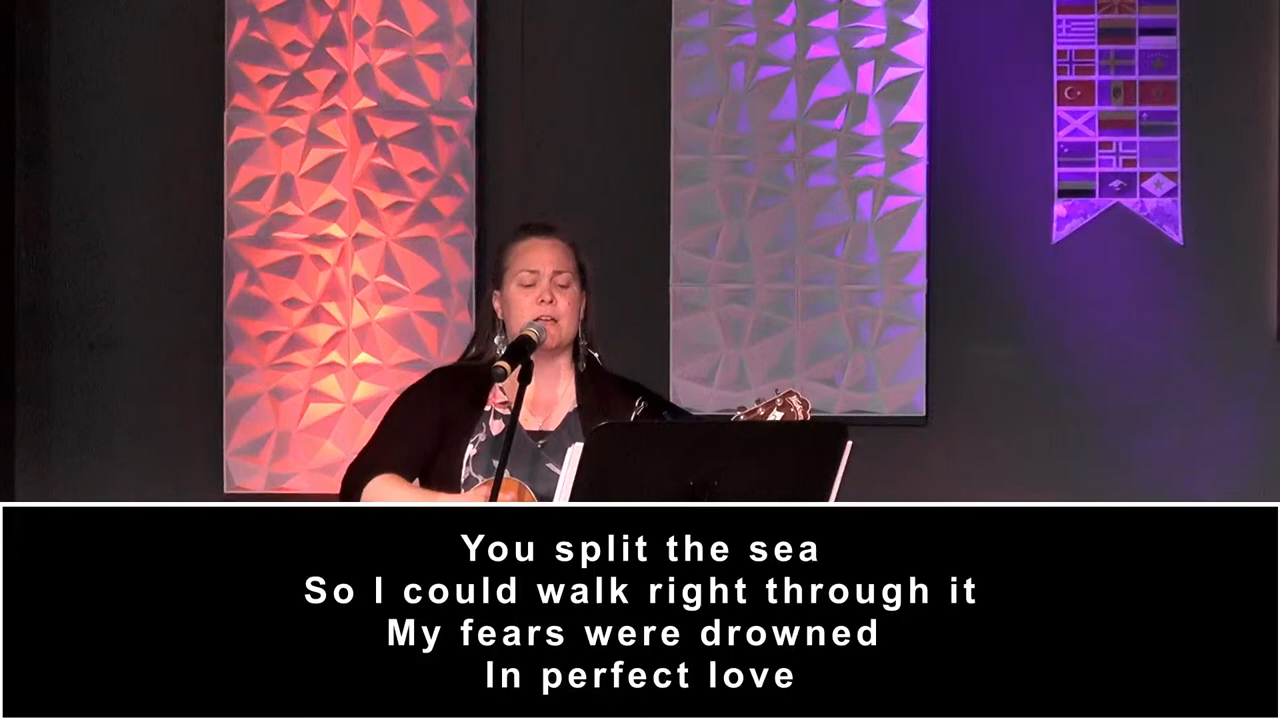 You split the sea
So I could walk right through it
My fears were drowned
In perfect love